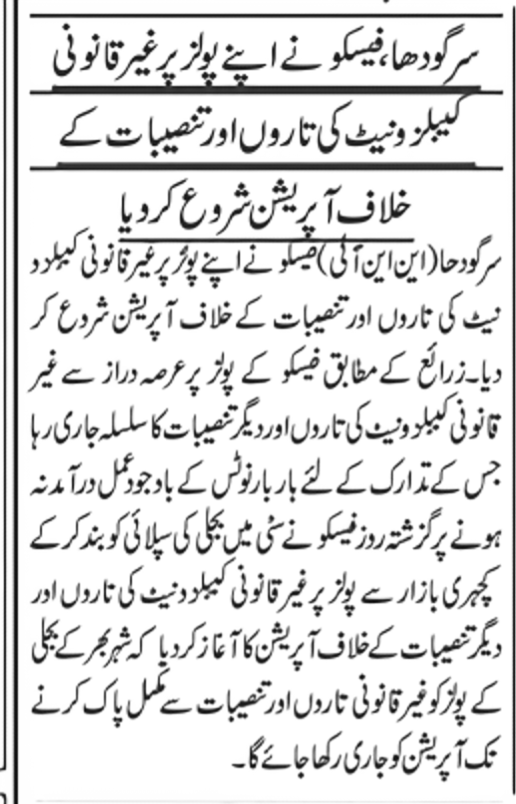 سرگودھا،فیسکو نے اپنے پولز پر غیر قانونی
کیبلز و نیٹ کی تاروں اور تنصیبات کے
خلاف آپریشن شروع کر دیا
سرگودھا(این این آئی)فیسکو نے اپنے پولز پر غیر قانونی کیبلز و
نیٹ کی تاروں اور تنصیبات کے خلاف آپریشن شروع کر
دیا۔زرائع کے مطابق فیسکو کے پولز پر عرصہ دراز سے غیر
قانونی کیبلز و نیٹ کی تاروں اور دیگر تنصیبات کا سلسلہ جاری رہا
جس کے تدارک کے لئے بار بار نوٹس کے باوجود عمل درآمد نہ
ہونے پر گزشتہ روز فیسکو نے سٹی میں بجلی کی سپلائی کو بند کر کے
کچہری بازار سے پولز پر غیر قانونی کیبلز و نیٹ کی تاروں اور
دیگر تنصیبات کے خلاف آپریشن کا آغاز کر دیا کہ شہر بھر کے بجلی
کے پولز کو غیر قانونی تاروں اور تنصیبات سے مکمل پاک کرنے
تک آپریشن کو جاری رکھا جائے گا۔